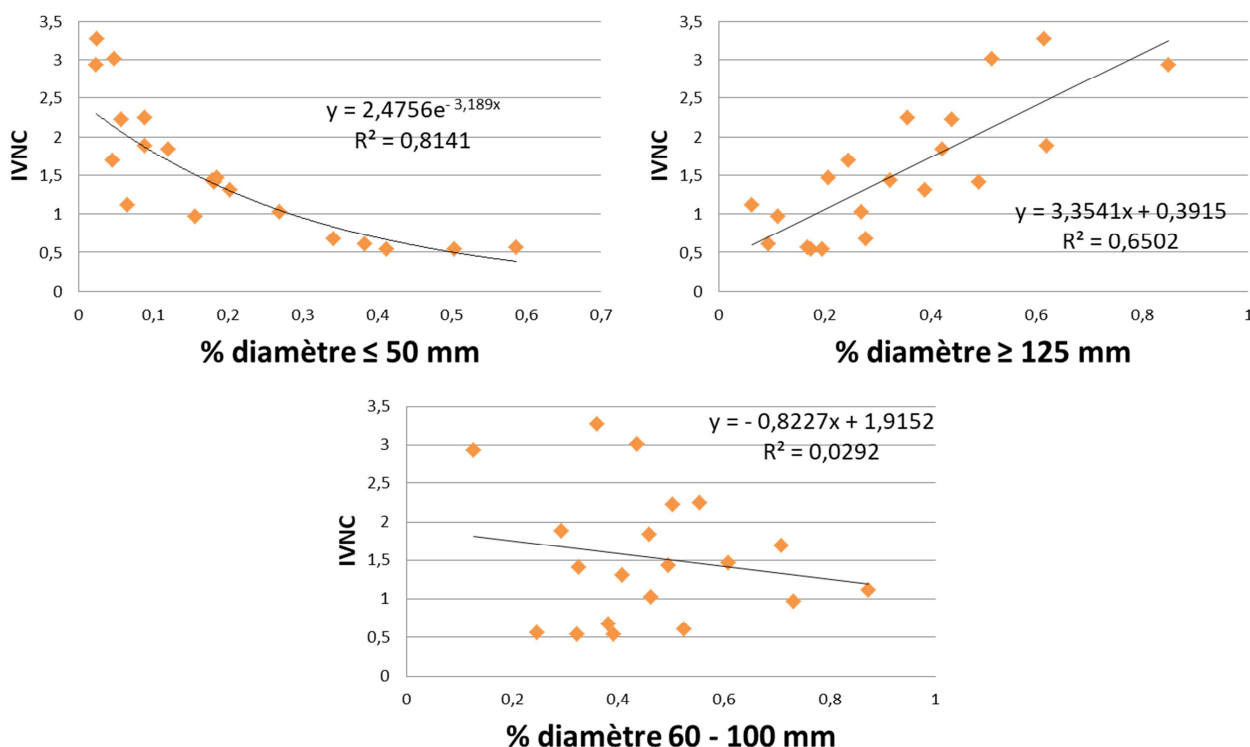 3,5
3
2,5
2
1,5
1
0,5
0
IVNC
y = 2,4756e^- 3,189x
R² = 0,8141
0 0,1 0,2 0,3 0,4 0,5 0,6 0,7
% diamètre ≤ 50 mm
3,5
3
2,5
2
1,5
1
0,5
0
IVNC
y = 3,3541x + 0,3915
R² = 0,6502
0 0,2 0,4 0,6 0,8 1
% diamètre ≥ 125 mm
3,5
3
2,5
2
1,5
1
0,5
0
IVNC
y = - 0,8227x + 1,9152
R² = 0,0292
0 0,2 0,4 0,6 0,8 1
% diamètre 60 - 100 mm